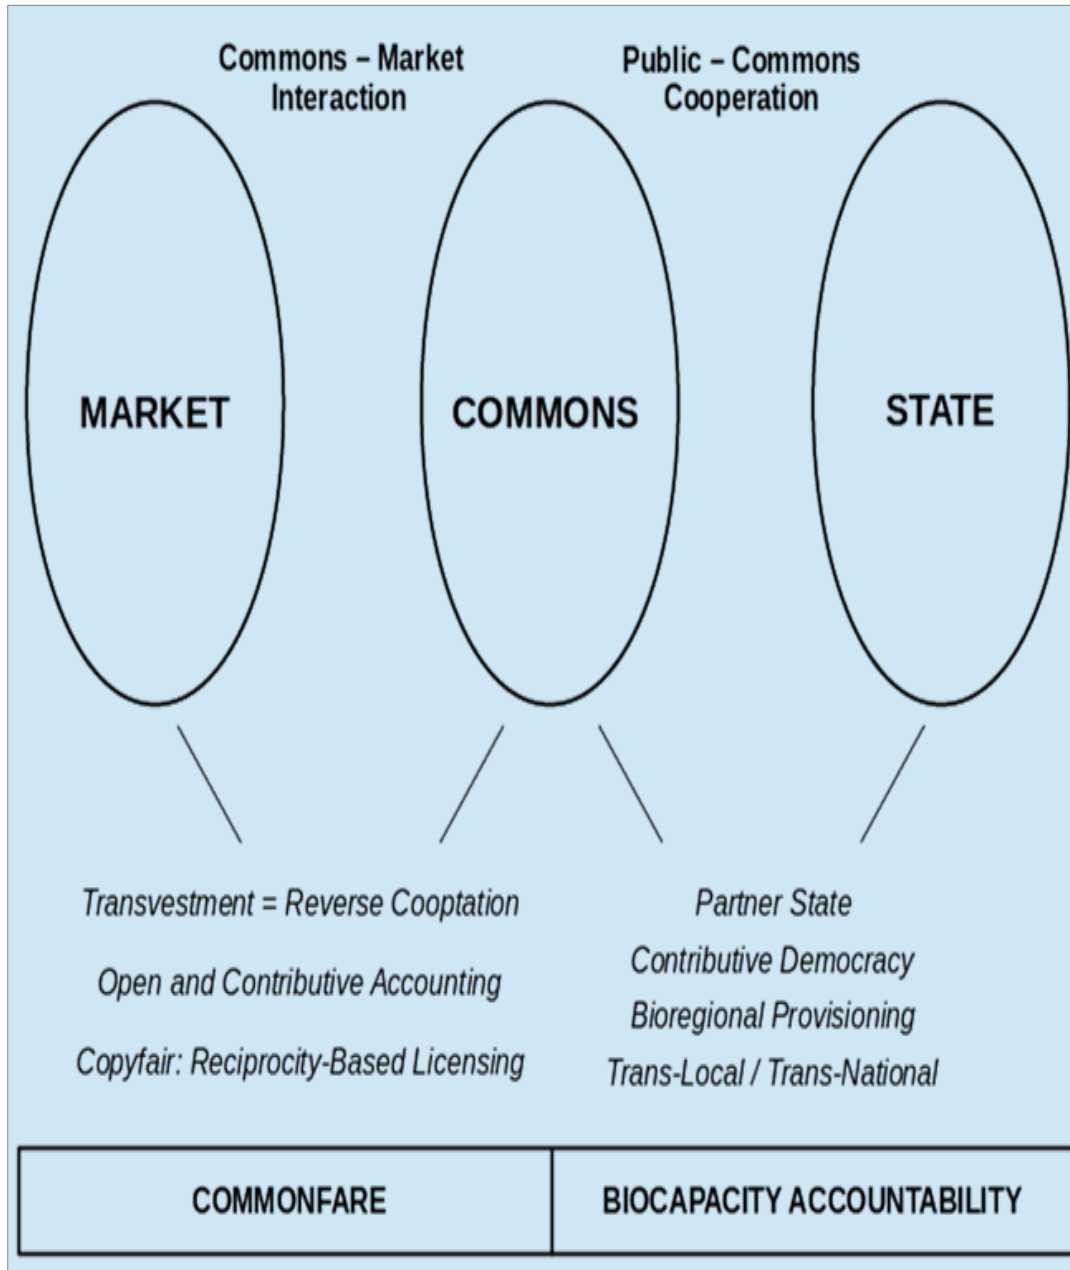 Commons – Market
Interaction
Public – Commons
Cooperation
MARKET
COMMONS
STATE
Transvestment = Reverse Cooptation
Open and Contributive Accounting
Copyfair: Reciprocity-Based Licensing
Partner State
Contributive Democracy
Bioregional Provisioning
Trans-Local / Trans-National
COMMONFARE
BIOCAPACITY ACCOUNTABILITY